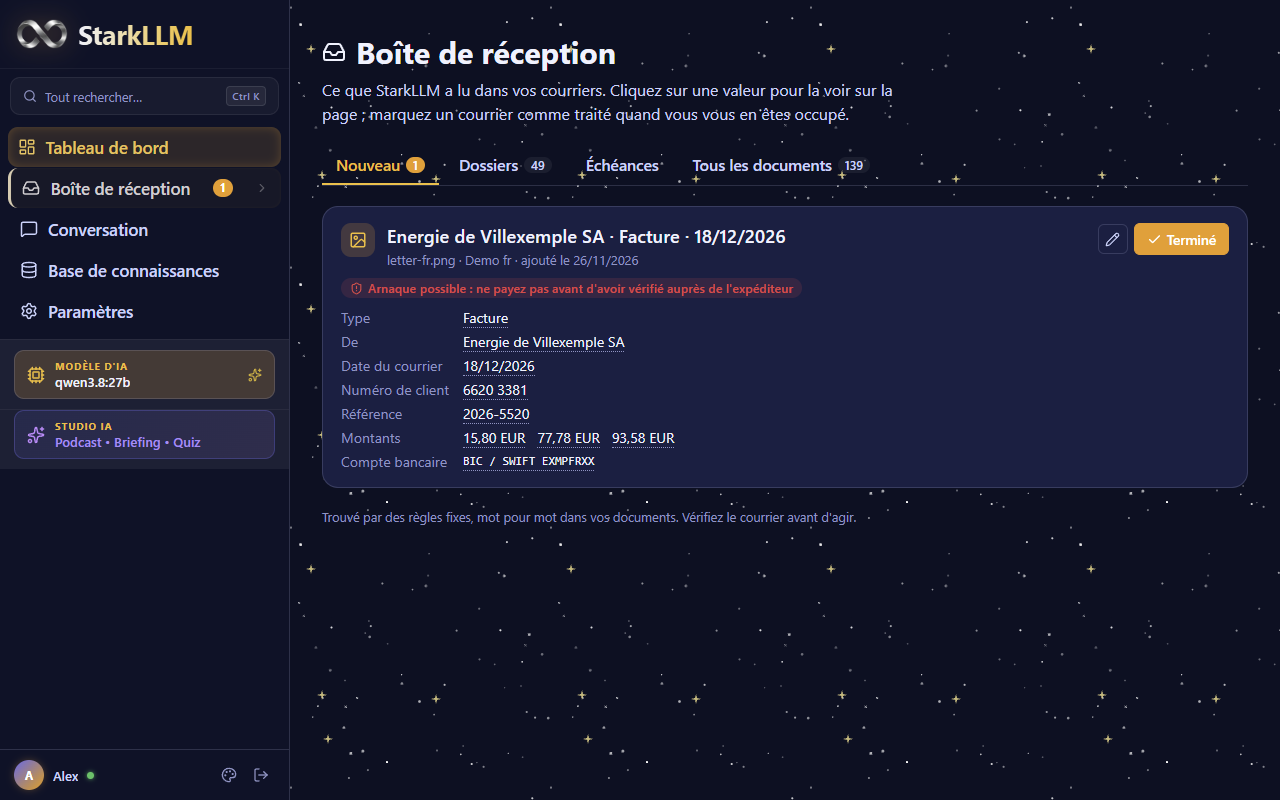 StarkLLM
Tout rechercher...
Ctrl K
Tableau de bord
Boîte de réception
1
Conversation
Base de connaissances
Paramètres
MODÈLE D'IA
qwen3.8:27b
STUDIO IA
Podcast • Briefing • Quiz
A
Alex
Boîte de réception
Ce que StarkLLM a lu dans vos courriers. Cliquez sur une valeur pour la voir sur la
page ; marquez un courrier comme traité quand vous vous en êtes occupé.
Nouveau 1 Dossiers 49 Échéances Tous les documents 139
Energie de Villexemple SA · Facture · 18/12/2026
letter-fr.png · Demo fr · ajouté le 26/11/2026
Terminé
Arnaque possible : ne payez pas avant d'avoir vérifié auprès de l'expéditeur
Type Facture
De Energie de Villexemple SA
Date du courrier 18/12/2026
Numéro de client 6620 3381
Référence 2026-5520
Montants 15,80 EUR 77,78 EUR 93,58 EUR
Compte bancaire BIC / SWIFT EXMPFRXX
Trouvé par des règles fixes, mot pour mot dans vos documents. Vérifiez le courrier avant d'agir.